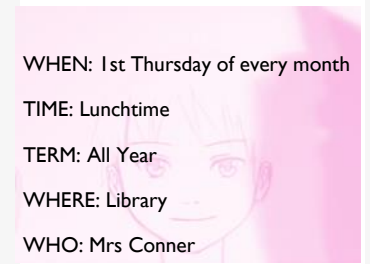 WHEN: 1st Thursday of every month
TIME: Lunchtime
TERM: All Year
WHERE: Library
WHO: Mrs Conner